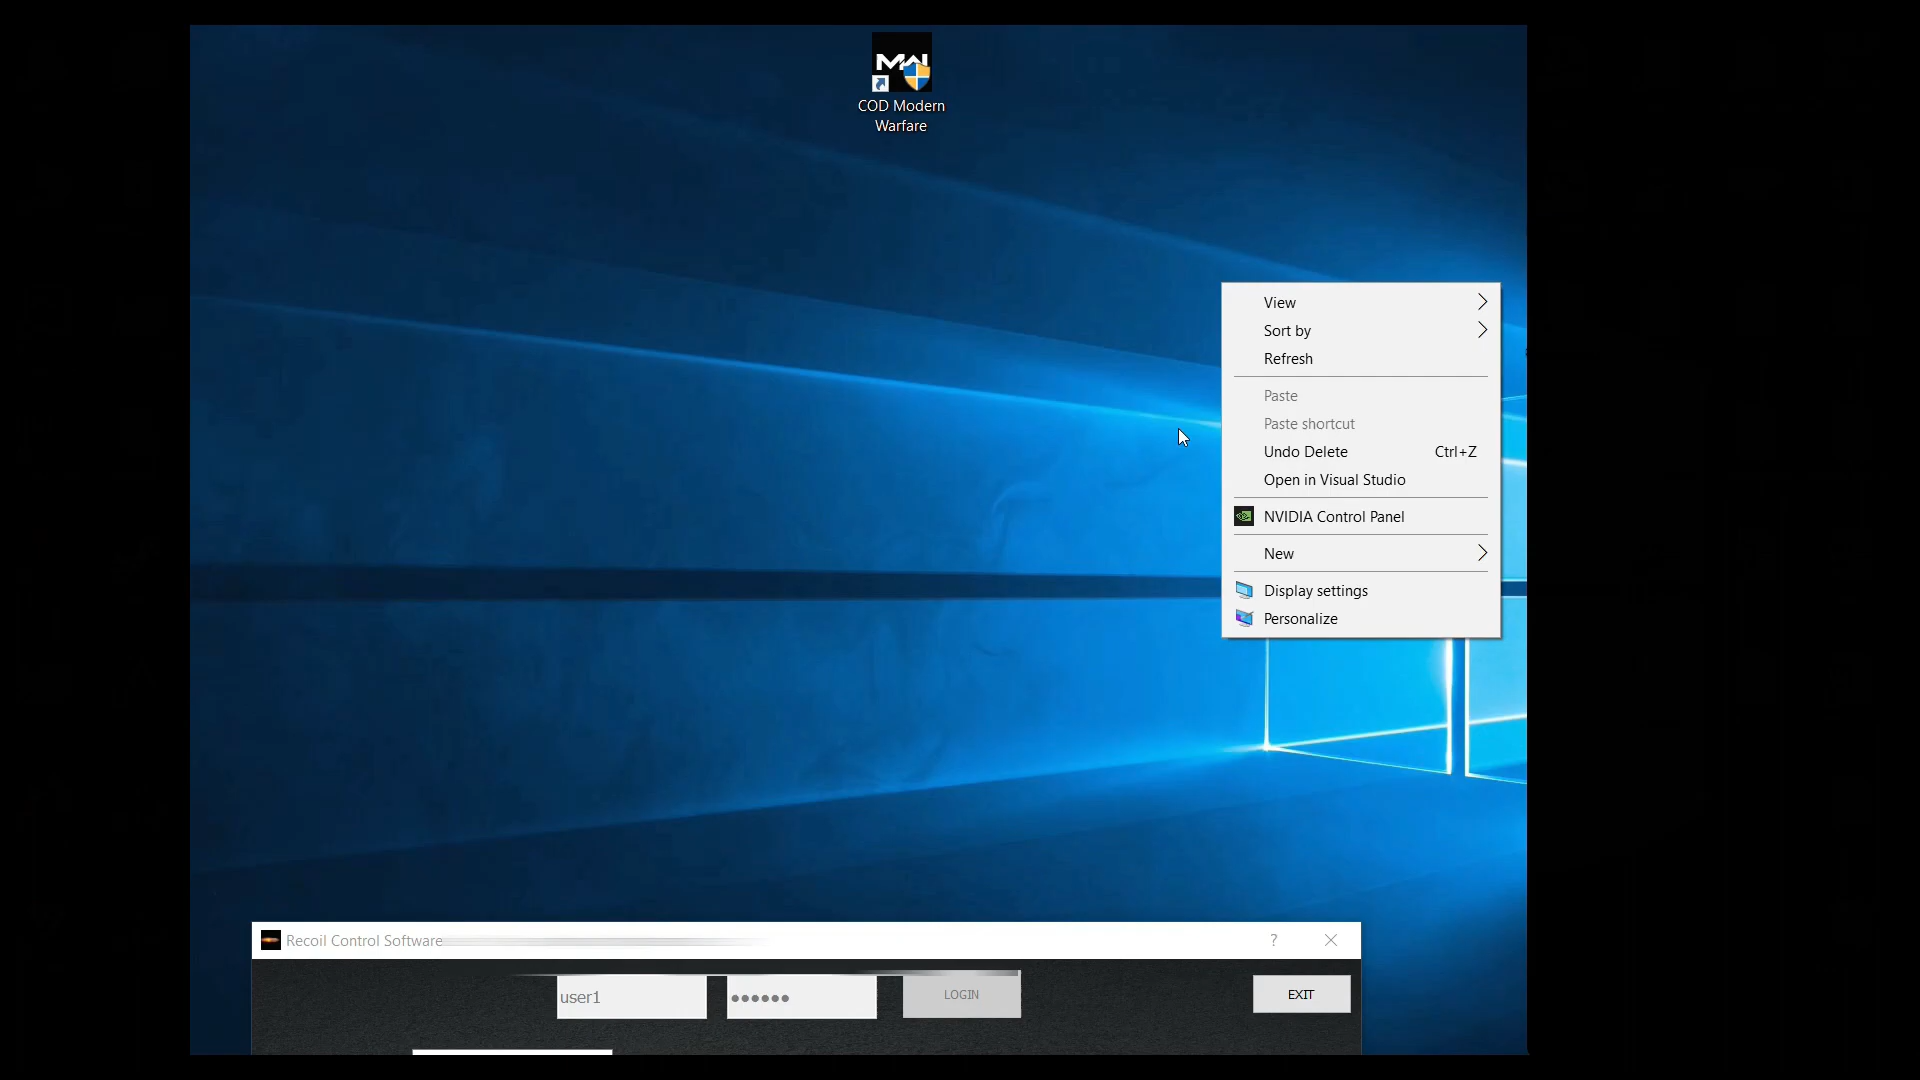 MW
COD Modern
Warfare
View
Sort by
Refresh
Paste
Paste shortcut
Undo Delete Ctrl+Z
Open in Visual Studio
NVIDIA Control Panel
New
Display settings
Personalize
Recoil Control Software
?
user1
LOGIN
EXIT